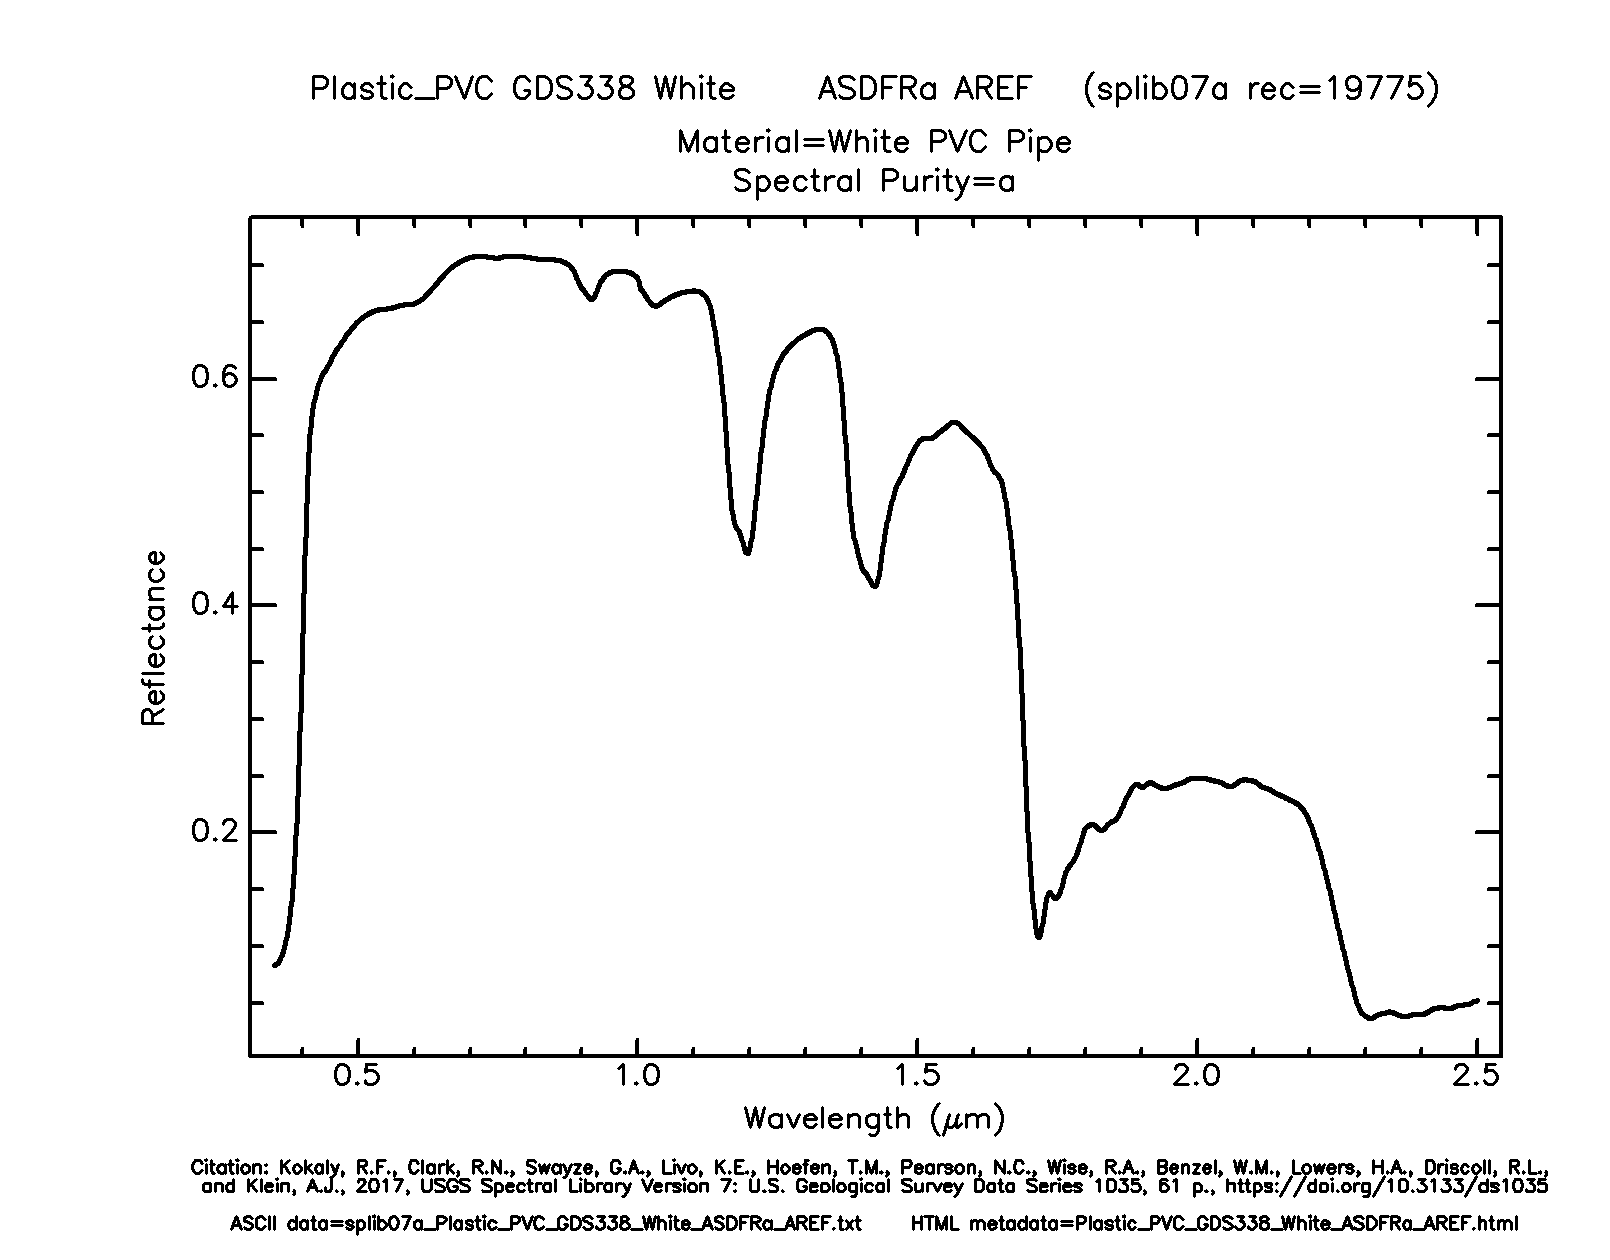 Plastic_PVC GDS338 White ASDFRa AREF (splib07a rec=19775)
Material=White PVC Pipe
Spectral Purity=a
0.6
0.4
0.2
Reflectance
0.5 1.0 1.5 2.0 2.5
Wavelength (μm)
Citation: Kokaly, R.F., Clark, R.N., Swayze, G.A., Livo, K.E., Hoefen, T.M., Pearson, N.C., Wise, R.A., Benzel, W.M., Lowers, H.A., Driscoll, R.L.,
and Klein, A.J., 2017, USGS Spectral Library Version 7: U.S. Geological Survey Data Series 1035, 61 p., https://doi.org/10.3133/ds1035
ASCII data=splib07a_Plastic_PVC_GDS338_White_ASDFRa_AREF.txt HTML metadata=Plastic_PVC_GDS338_White_ASDFRa_AREF.html